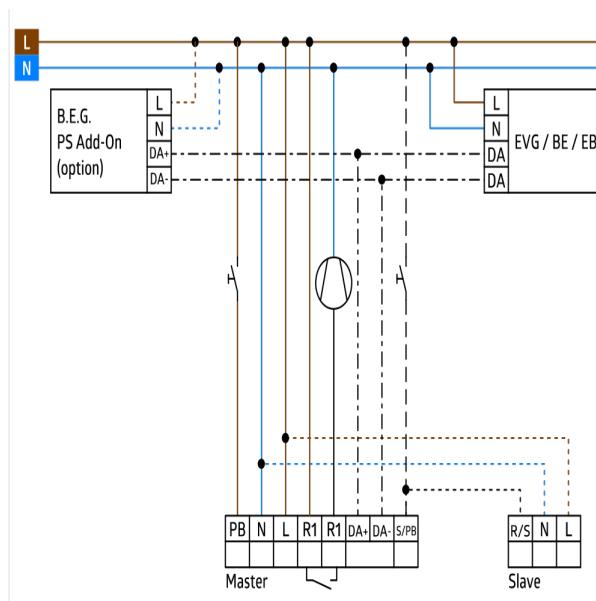 L
N
B.E.G.
PS Add-On
(option)
L
N
DA+
DA-
L
N
DA
DA
EVG / BE / EB
PB N L R1 R1 DA+ DA- S/PB
Master
R/S N L
Slave